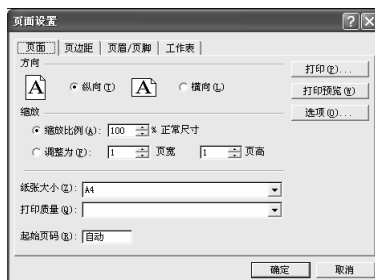 页面设置
页面 页边距 页眉/页脚 工作表
方向
打印(P)...
A 纵向(T) A 横向(L)
打印预览(W)
缩放
选项(O)...
缩放比例(A): 100 % 正常尺寸
调整为(F): 1 页宽 1 页高
纸张大小(Z): A4
打印质量(Q):
起始页码(R): 自动
确定 取消